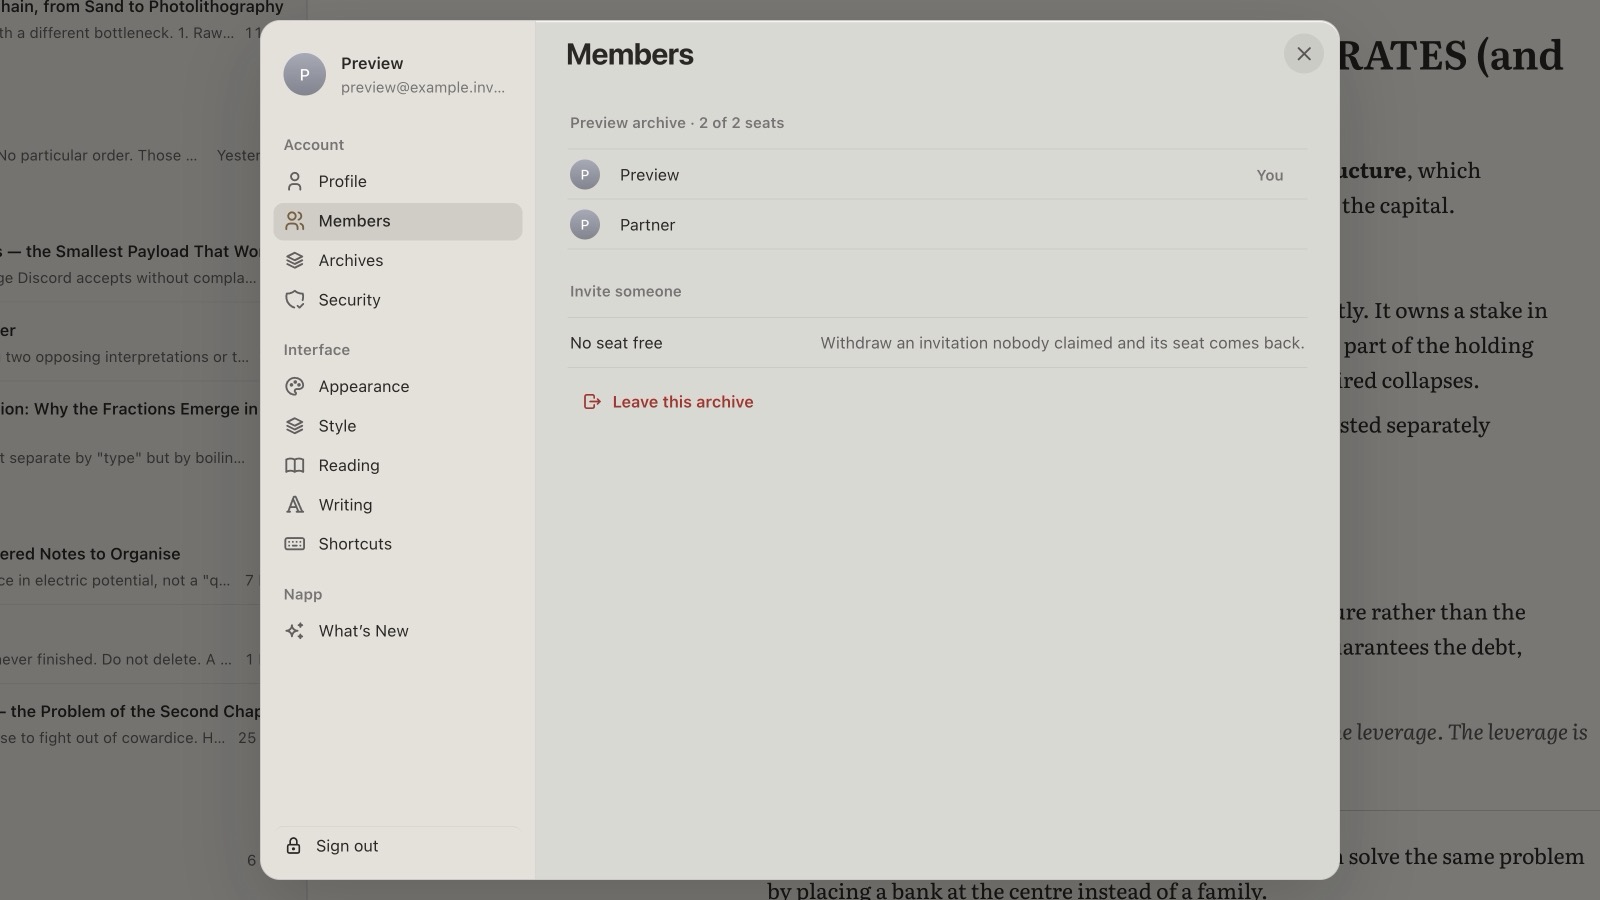 hain, from Sand to Photolithography
th a different bottleneck. 1. Raw... 11
No particular order. Those ... Yester
s — the Smallest Payload That Wo
ge Discord accepts without compla...
er
two opposing interpretations or t...
ion: Why the Fractions Emerge in
t separate by "type" but by boilin...
ered Notes to Organise
ce in electric potential, not a "q... 7
never finished. Do not delete. A ... 1
– the Problem of the Second Chap
se to fight out of cowardice. H... 25
6
P
Preview
preview@example.inv...
Account
Profile
Members
Archives
Security
Interface
Appearance
Style
Reading
Writing
Shortcuts
Napp
What's New
Sign out
Members
Preview archive · 2 of 2 seats
P Preview You
P Partner
Invite someone
No seat free Withdraw an invitation nobody claimed and its seat comes back.
Leave this archive
RATES (and
ucture, which
the capital.
tly. It owns a stake in
part of the holding
ired collapses.
sted separately
ure rather than the
arantees the debt,
e leverage. The leverage is
solve the same problem
by placing a bank at the centre instead of a family.